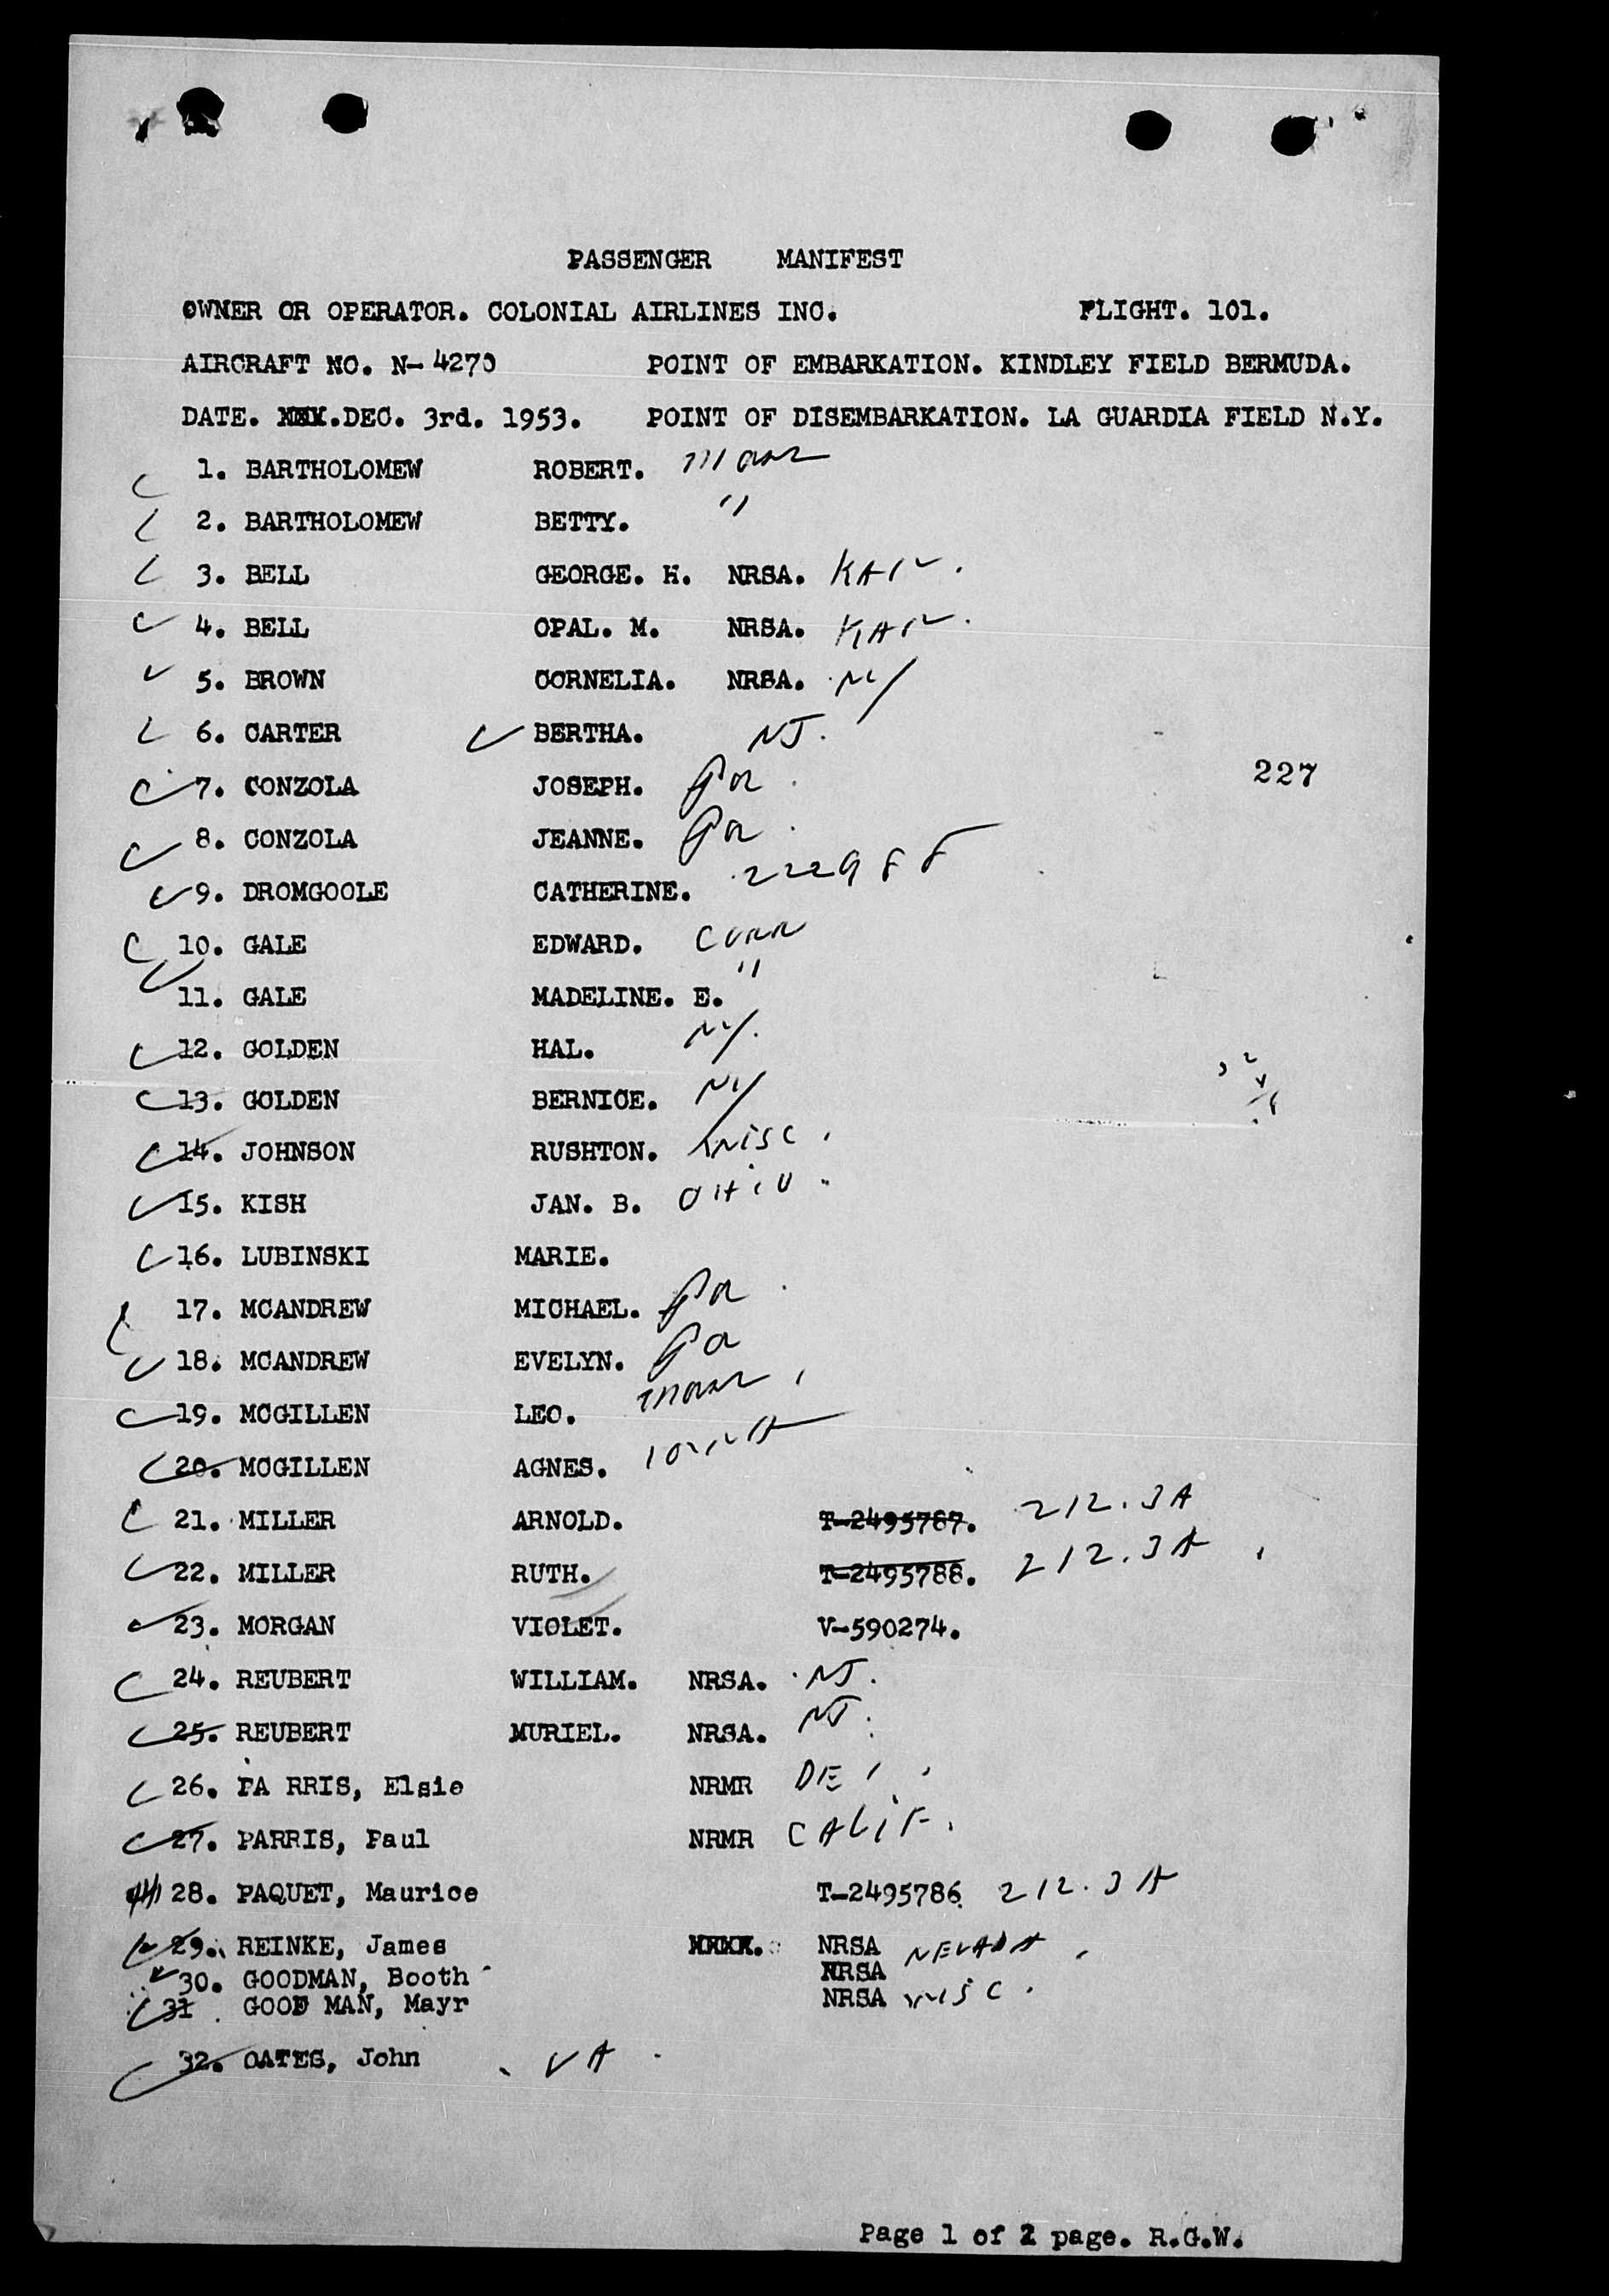 PASSENGER MANIFEST
OWNER OR OPERATOR. COLONIAL AIRLINES INC. FLIGHT. 101.
AIRCRAFT NO. N-4270 POINT OF EMBARKATION. KINDLEY FIELD BERMUDA.
DATE. DEC. 3rd. 1953. POINT OF DISEMBARKATION. LA GUARDIA FIELD N.Y.
1. BARTHOLOMEW ROBERT. Mass
2. BARTHOLOMEW BETTY. "
3. BELL GEORGE. H. NRSA.
4. BELL OPAL. M. NRSA.
5. BROWN CORNELIA. NRSA. NY
6. CARTER BERTHA. NJ.
227
7. CONZOLA JOSEPH. Pa.
8. CONZOLA JEANNE. Pa.
9. DROMGOOLE CATHERINE.
10. GALE EDWARD. Conn
11. GALE MADELINE. E. "
12. GOLDEN HAL. NY.
13. GOLDEN BERNICE. NY
14. JOHNSON RUSHTON. WISC.
15. KISH JAN. B. OHIO.
16. LUBINSKI MARIE.
17. MCANDREW MICHAEL. Pa.
18. MCANDREW EVELYN. Pa
19. MCGILLEN LEO. Mass
20. MCGILLEN AGNES.
21. MILLER ARNOLD. T-2495787. 212.3A
22. MILLER RUTH. T-2495788. 212.3A
23. MORGAN VIOLET. V-590274.
24. REUBERT WILLIAM. NRSA. NJ.
25. REUBERT MURIEL. NRSA. NJ.
26. PA RRIS, Elsie NRMR DEL.
27. PARRIS, Paul NRMR CALIF.
28. PAQUET, Maurice T-2495786. 212.3A
29. REINKE, James NRSA NEVADA
30. GOODMAN, Booth NRSA
31. GOOD MAN, Mayr NRSA WISC.
32. OATES, John VA.
Page 1 of 2 page. R.G.W.